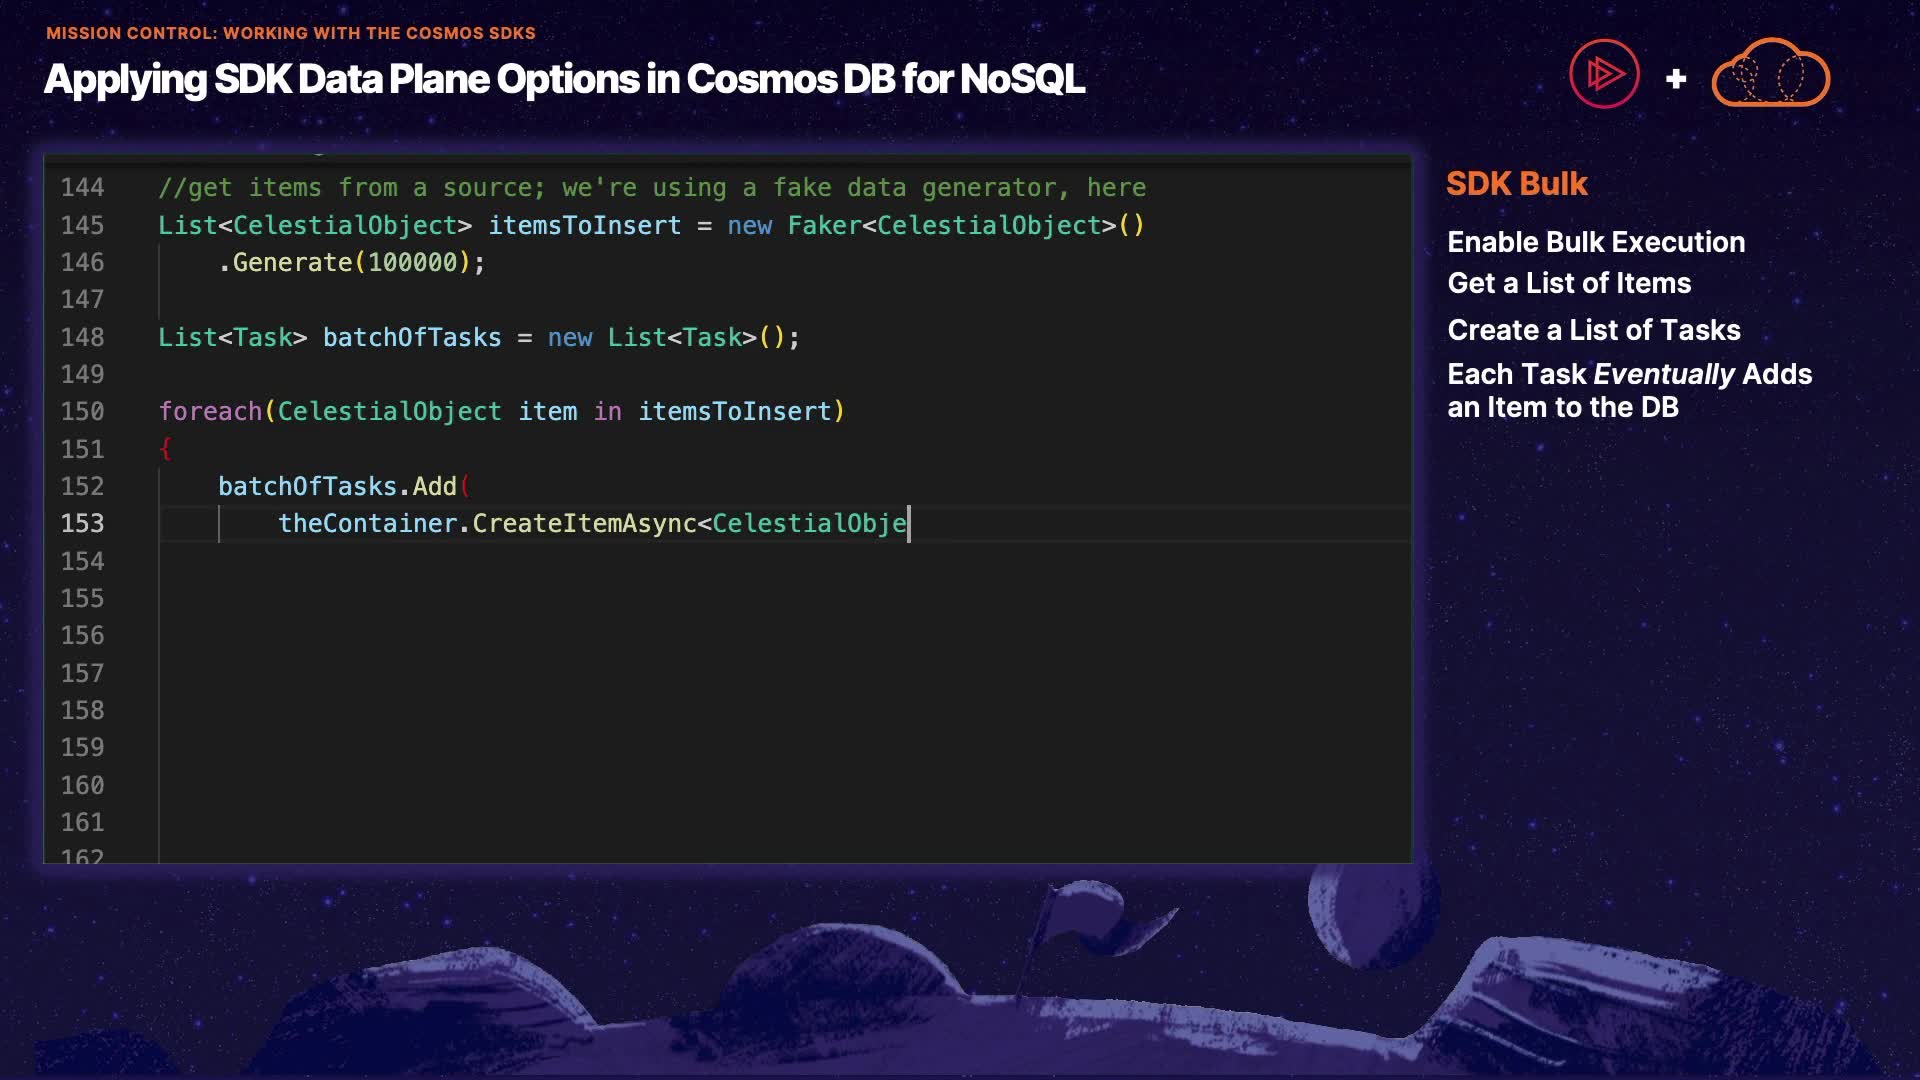 MISSION CONTROL: WORKING WITH THE COSMOS SDKS
Applying SDK Data Plane Options in Cosmos DB for NoSQL
+
144 //get items from a source; we're using a fake data generator, here
145 List<CelestialObject> itemsToInsert = new Faker<CelestialObject>()
146 .Generate(100000);
147
148 List<Task> batchOfTasks = new List<Task>();
149
150 foreach(CelestialObject item in itemsToInsert)
151 {
152 batchOfTasks.Add(
153 theContainer.CreateItemAsync<CelestialObje
154
155
156
157
158
159
160
161
162
SDK Bulk
Enable Bulk Execution
Get a List of Items
Create a List of Tasks
Each Task Eventually Adds
an Item to the DB